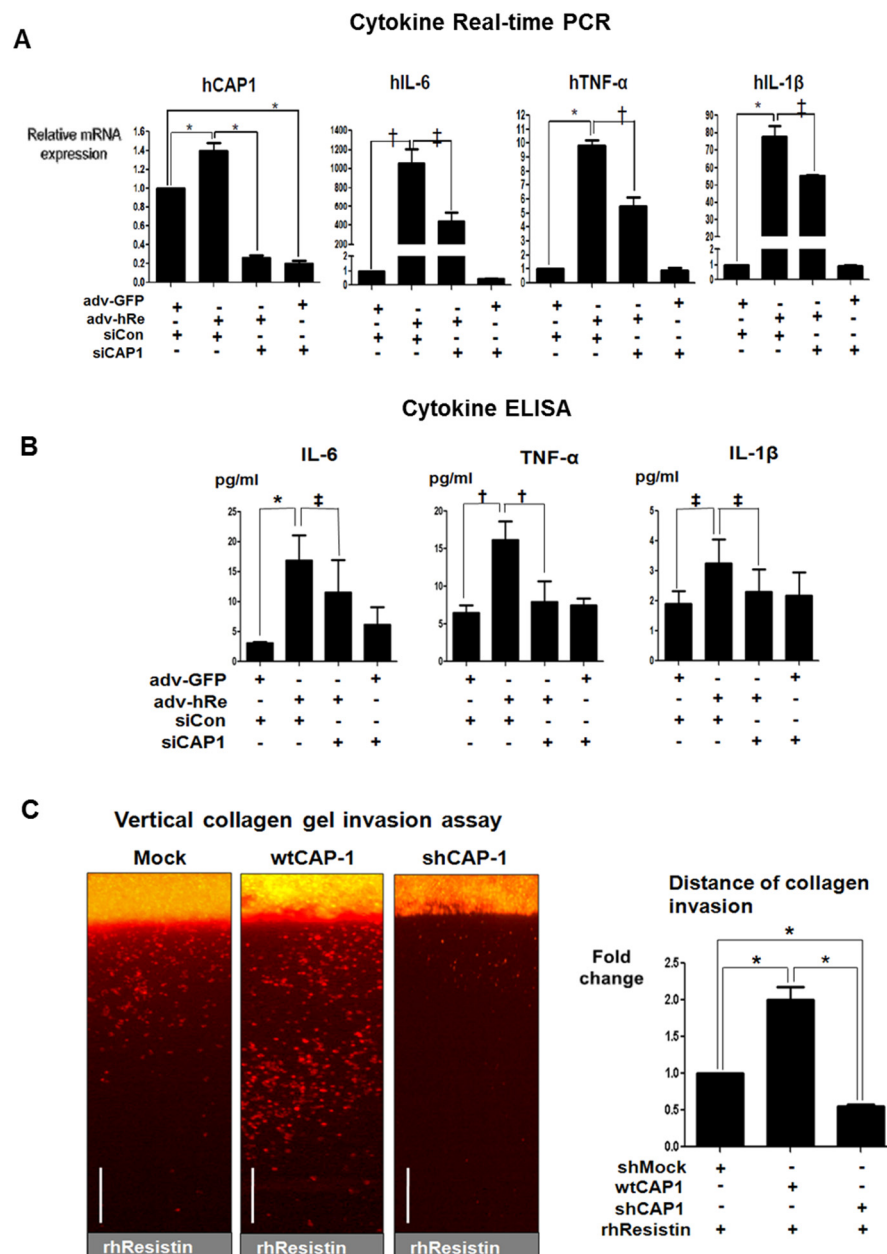 Cytokine Real-time PCR
A
hCAP1 hIL-6 hTNF-α hIL-1β
Relative mRNA
expression
1.6 1.4 1.2 1.0 0.8 0.6 0.4 0.2 0.0
1400 1200 1000 800 600 400 200 2 1 0
12 11 10 9 8 7 6 5 4 3 2 1 0
90 80 70 60 50 40 30 20 2 1 0
* * * † ‡ * † * ‡
adv-GFP + - - + + - - + + - - + + - - +
adv-hRe - + + - - + + - - + + - - + + -
siCon + + - - + + - - + + - - + + - -
siCAP1 - - + + - - + + - - + + - - + +
Cytokine ELISA
B
IL-6 TNF-α IL-1β
pg/ml pg/ml pg/ml
* ‡ † † ‡ ‡
25 20 15 10 5 0
20 15 10 5 0
5 4 3 2 1 0
adv-GFP + - - + + - - + + - - +
adv-hRe - + + - - + + - - + + -
siCon + + - - + + - - + + - -
siCAP1 - - + + - - + + - - + +
C
Vertical collagen gel invasion assay
Mock wtCAP-1 shCAP-1
rhResistin rhResistin rhResistin
Distance of collagen
invasion
Fold
change
* * *
2.5 2.0 1.5 1.0 0.5 0.0
shMock + - -
wtCAP1 - + -
shCAP1 - - +
rhResistin + + +